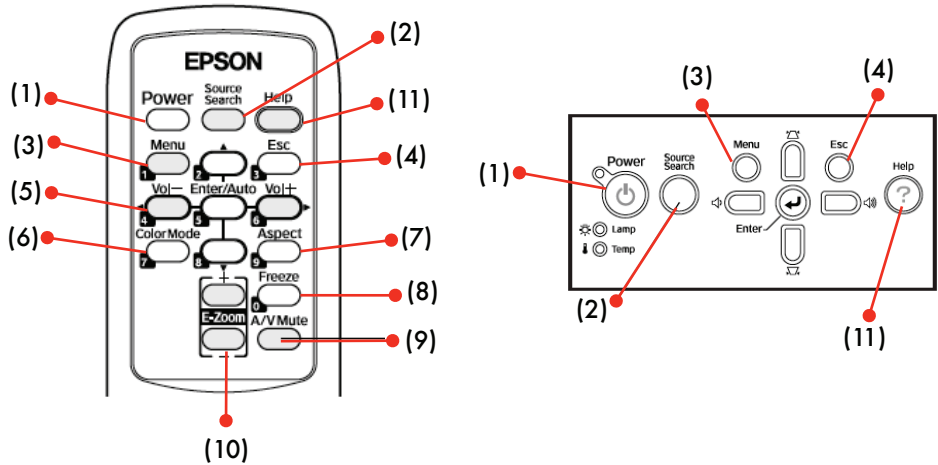 EPSON
(2)
(1)
Power
Source
Search
Help
(11)
(3)
Menu
1
2
Esc
3
(4)
(5)
Vol−
4
Enter/Auto
5
Vol+
6
(6)
Color Mode
7
8
Aspect
9
(7)
+
Freeze
0
(8)
E-Zoom
A/V Mute
−
(9)
(10)
(3)
(4)
(1)
Power
Source
Search
Menu
Esc
Help
?
Enter
Lamp
Temp
(2)
(11)